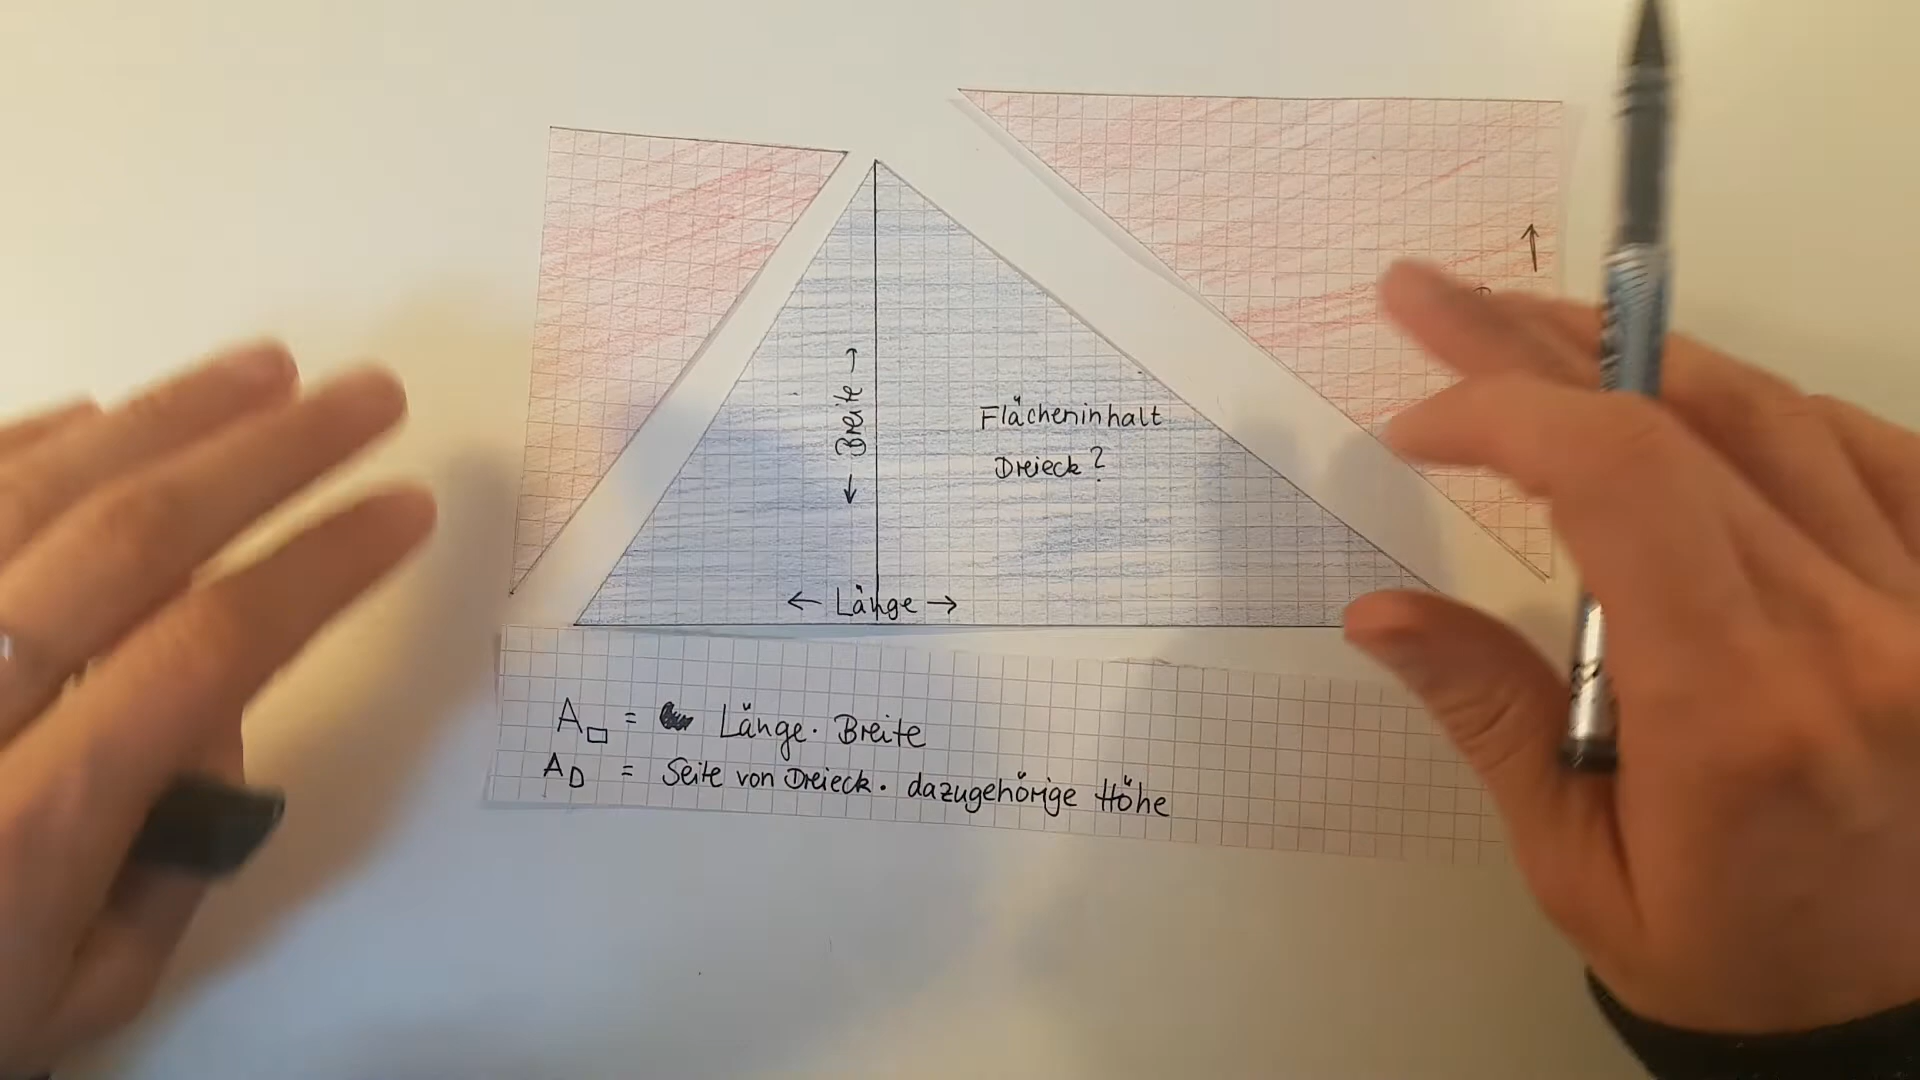 ← Breite →
Flächeninhalt
Dreieck?
← Länge →
A▭ = Länge · Breite
AD = Seite von Dreieck · dazugehörige Höhe